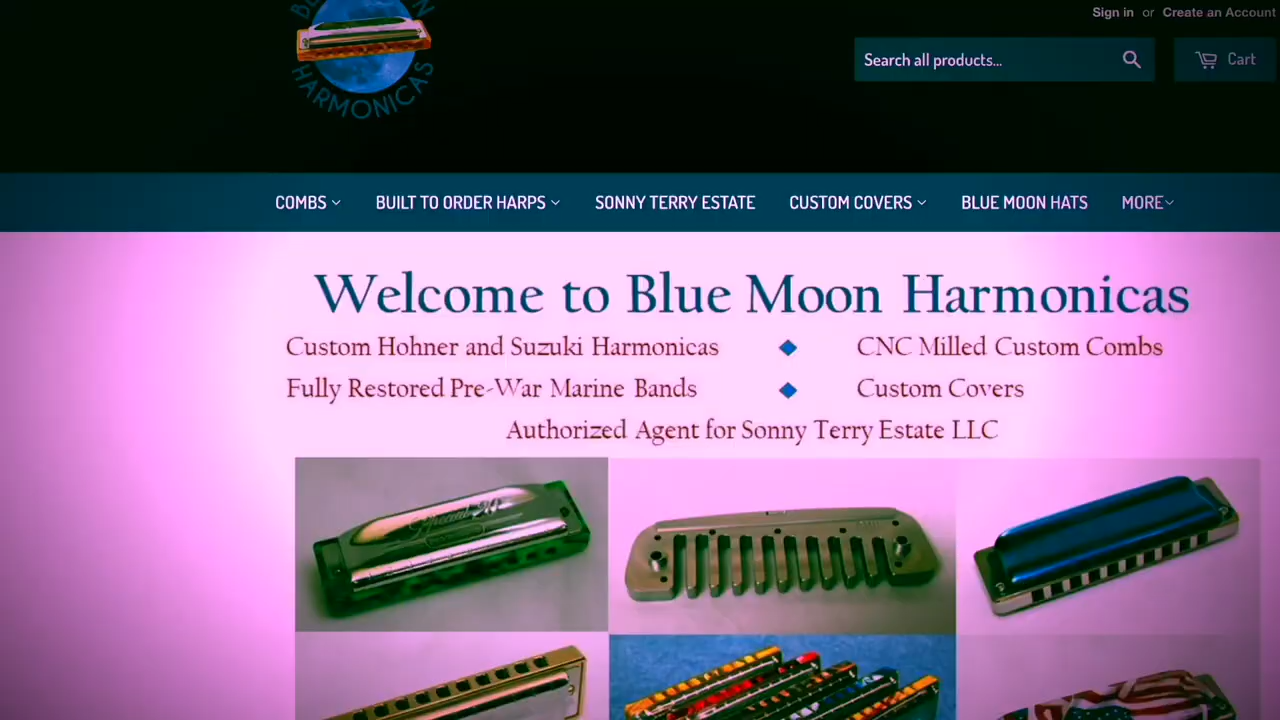 Sign in or Create an Account
HARMONICAS
Search all products...
Cart
COMBS BUILT TO ORDER HARPS SONNY TERRY ESTATE CUSTOM COVERS BLUE MOON HATS MORE
Welcome to Blue Moon Harmonicas
Custom Hohner and Suzuki Harmonicas ◆ CNC Milled Custom Combs
Fully Restored Pre-War Marine Bands ◆ Custom Covers
Authorized Agent for Sonny Terry Estate LLC
Special 20